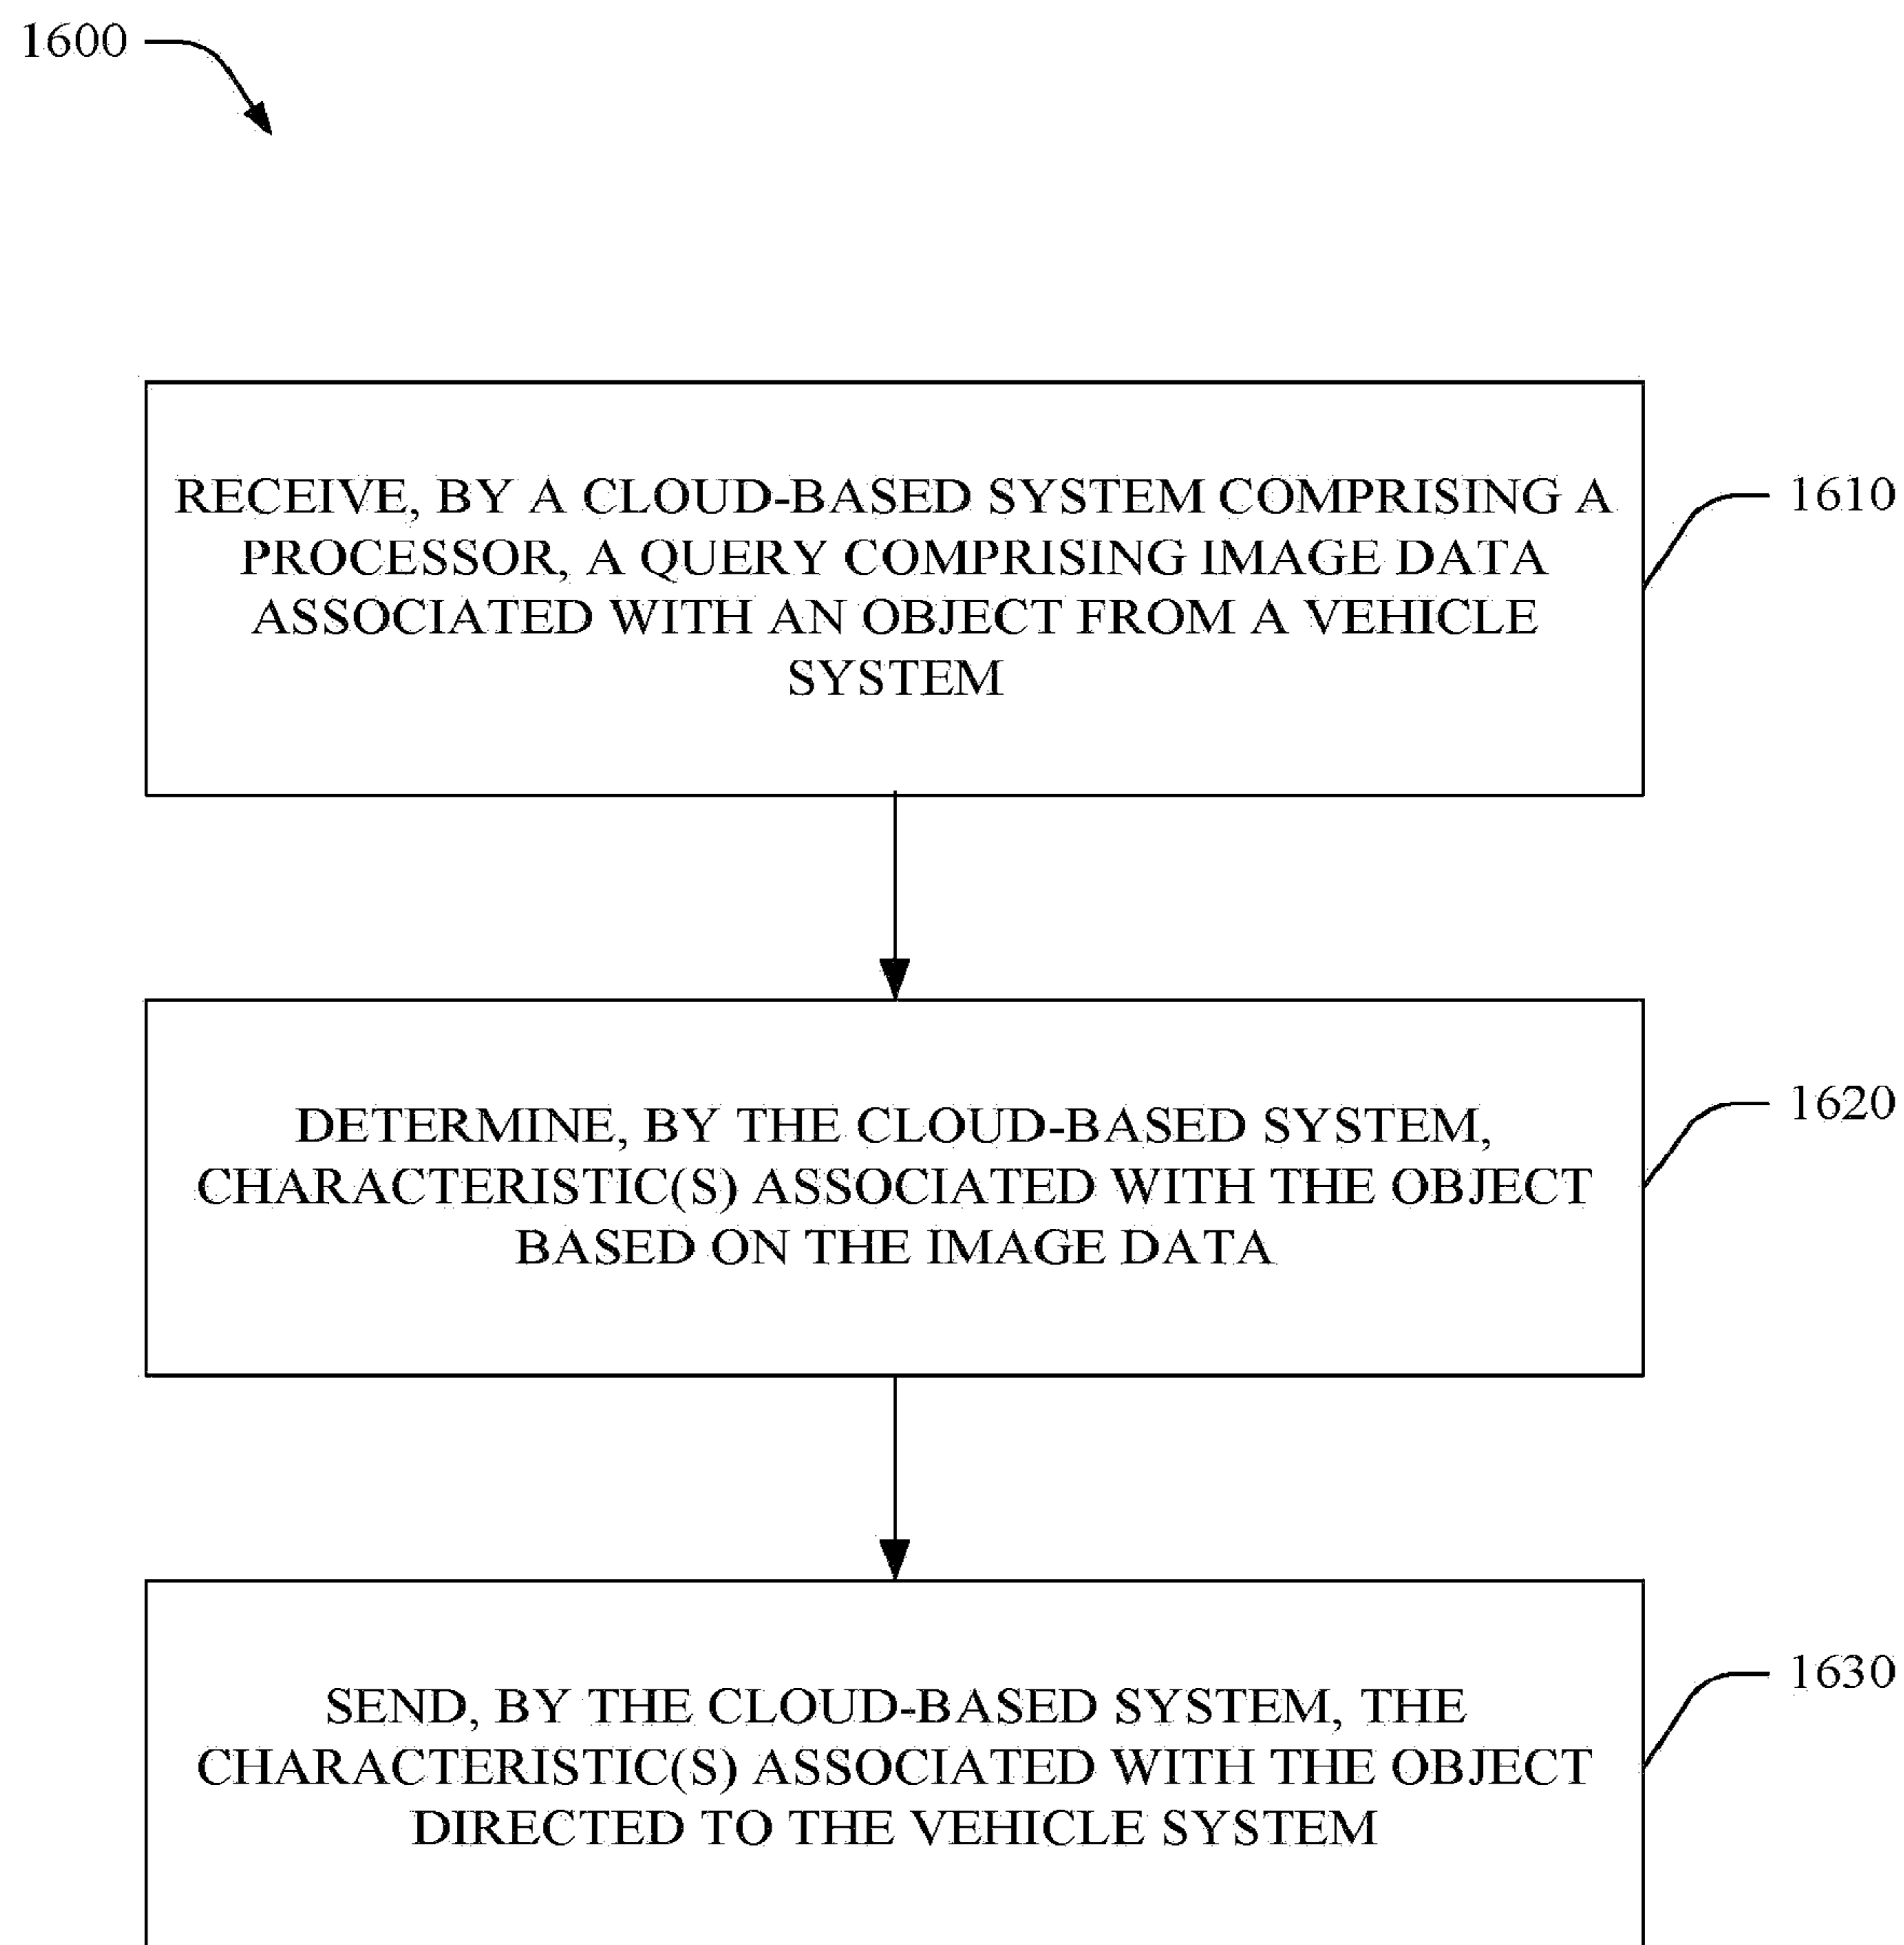 1600
RECEIVE, BY A CLOUD-BASED SYSTEM COMPRISING A
PROCESSOR, A QUERY COMPRISING IMAGE DATA
ASSOCIATED WITH AN OBJECT FROM A VEHICLE
SYSTEM
1610
DETERMINE, BY THE CLOUD-BASED SYSTEM,
CHARACTERISTIC(S) ASSOCIATED WITH THE OBJECT
BASED ON THE IMAGE DATA
1620
SEND, BY THE CLOUD-BASED SYSTEM, THE
CHARACTERISTIC(S) ASSOCIATED WITH THE OBJECT
DIRECTED TO THE VEHICLE SYSTEM
1630